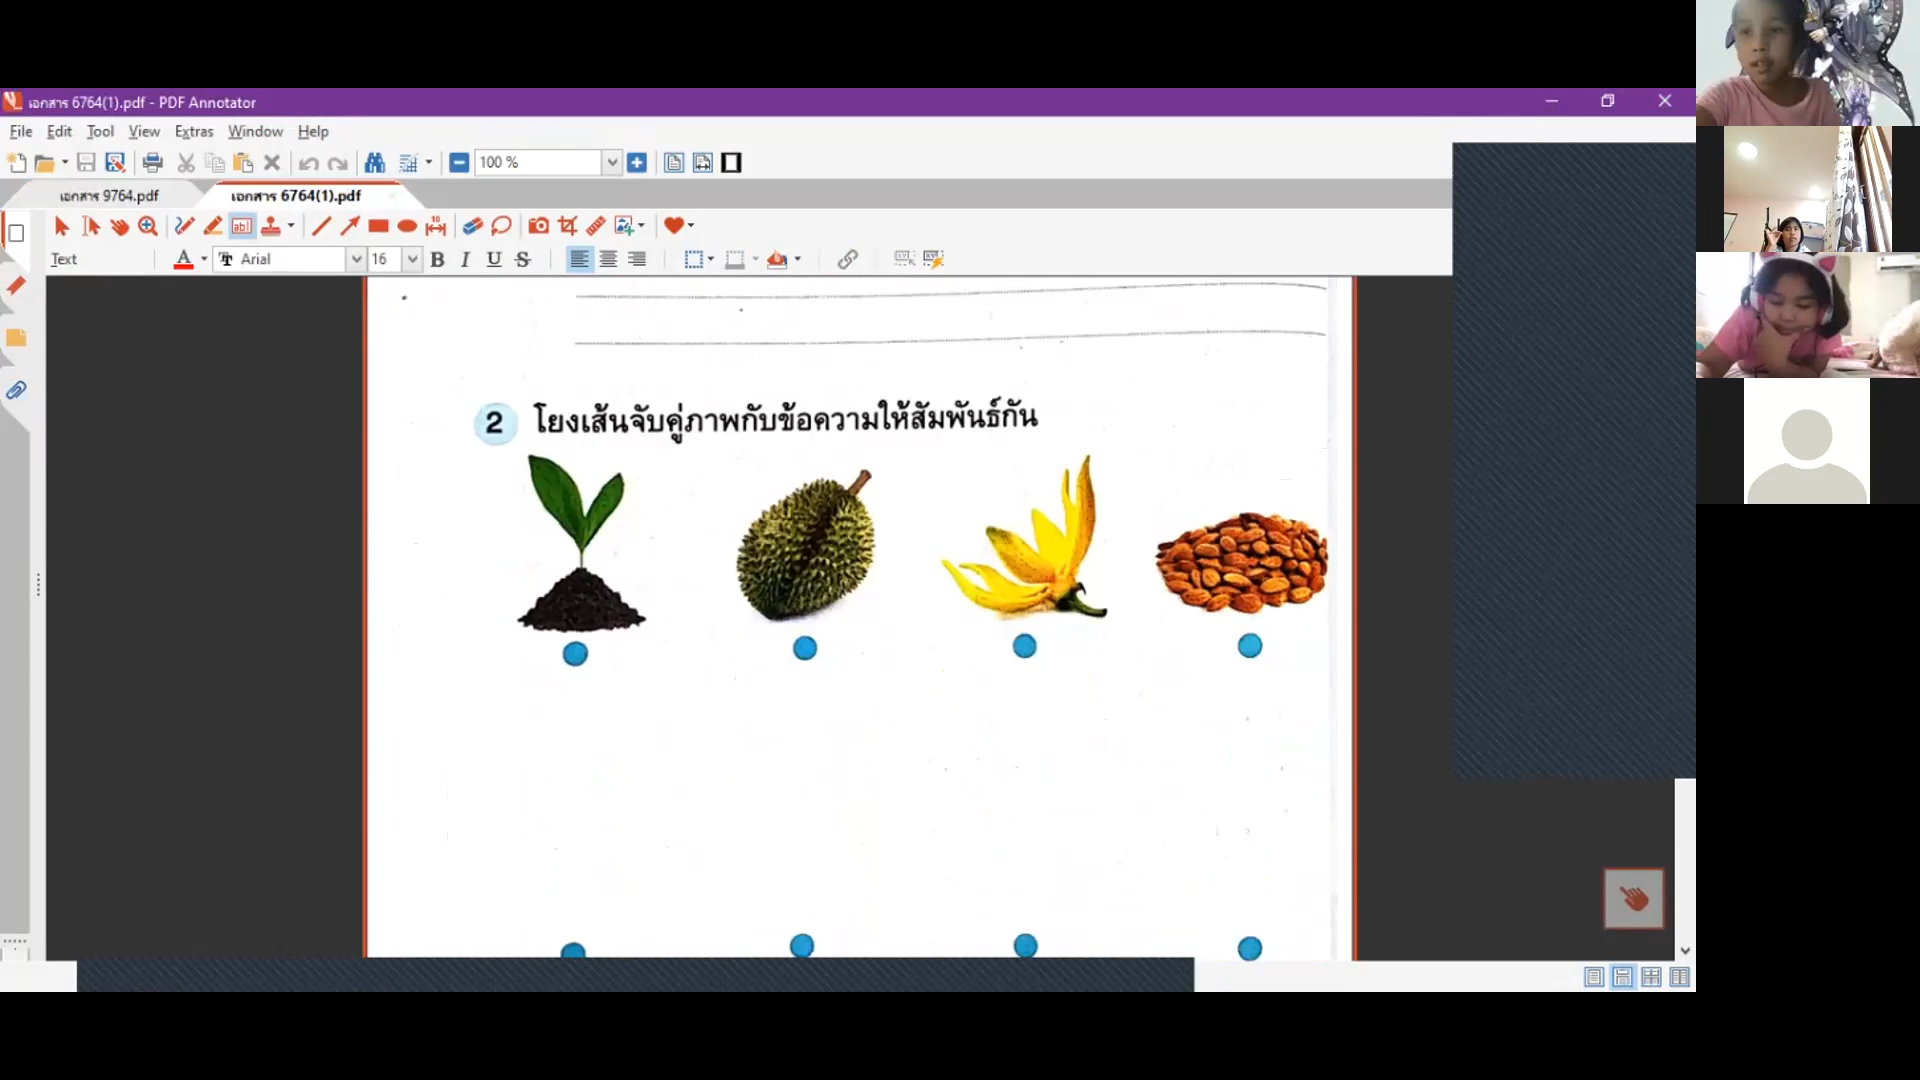 เอกสาร 6764(1).pdf - PDF Annotator
File Edit Tool View Extras Window Help
100 %
เอกสาร 9764.pdf
เอกสาร 6764(1).pdf
Text
A
Arial
16
B I U S
2 โยงเส้นจับคู่ภาพกับข้อความให้สัมพันธ์กัน